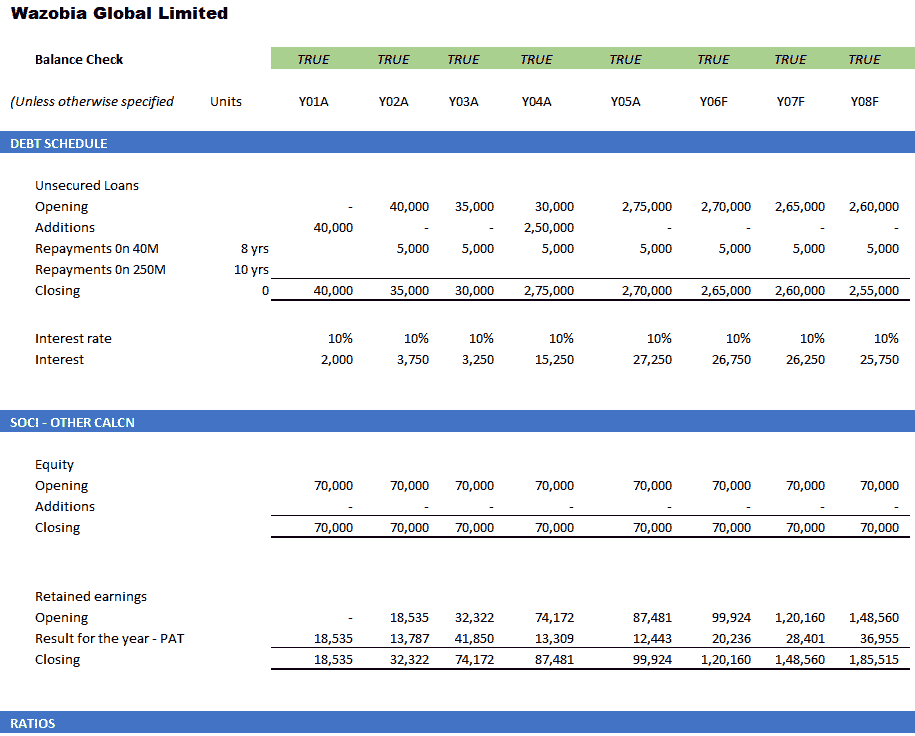 Wazobia Global Limited
Balance Check TRUE TRUE TRUE TRUE TRUE TRUE TRUE TRUE
(Unless otherwise specified Units Y01A Y02A Y03A Y04A Y05A Y06F Y07F Y08F
DEBT SCHEDULE
Unsecured Loans
Opening - 40,000 35,000 30,000 2,75,000 2,70,000 2,65,000 2,60,000
Additions 40,000 - - 2,50,000 - - - -
Repayments 0n 40M 8 yrs 5,000 5,000 5,000 5,000 5,000 5,000 5,000
Repayments 0n 250M 10 yrs
Closing 0 40,000 35,000 30,000 2,75,000 2,70,000 2,65,000 2,60,000 2,55,000
Interest rate 10% 10% 10% 10% 10% 10% 10% 10%
Interest 2,000 3,750 3,250 15,250 27,250 26,750 26,250 25,750
SOCI - OTHER CALCN
Equity
Opening 70,000 70,000 70,000 70,000 70,000 70,000 70,000 70,000
Additions - - - - - - - -
Closing 70,000 70,000 70,000 70,000 70,000 70,000 70,000 70,000
Retained earnings
Opening - 18,535 32,322 74,172 87,481 99,924 1,20,160 1,48,560
Result for the year - PAT 18,535 13,787 41,850 13,309 12,443 20,236 28,401 36,955
Closing 18,535 32,322 74,172 87,481 99,924 1,20,160 1,48,560 1,85,515
RATIOS